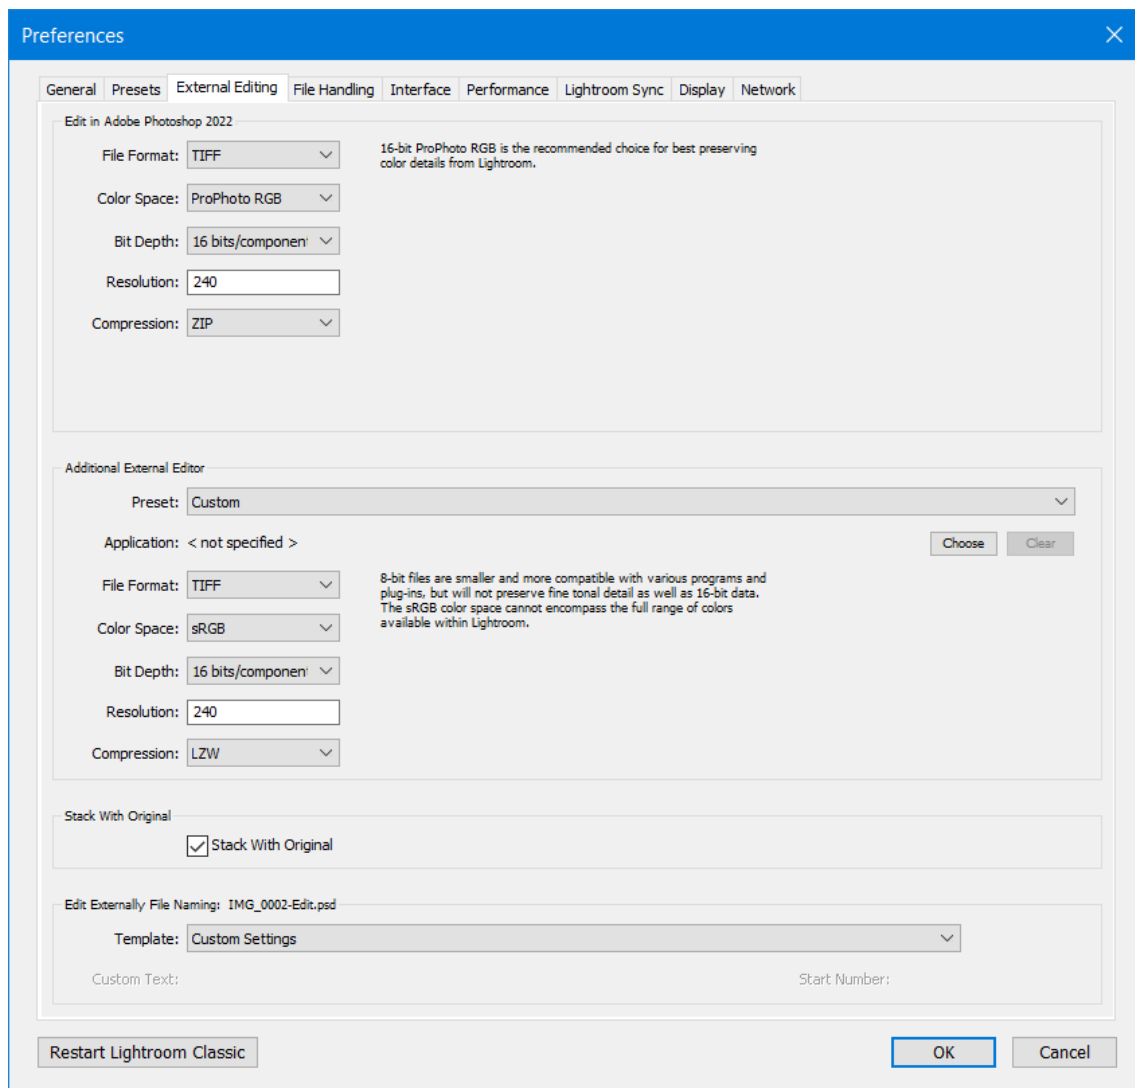 Preferences
General Presets External Editing File Handling Interface Performance Lightroom Sync Display Network
Edit in Adobe Photoshop 2022
File Format: TIFF
16-bit ProPhoto RGB is the recommended choice for best preserving
color details from Lightroom.
Color Space: ProPhoto RGB
Bit Depth: 16 bits/component
Resolution: 240
Compression: ZIP
Additional External Editor
Preset: Custom
Application: < not specified > Choose Clear
File Format: TIFF
8-bit files are smaller and more compatible with various programs and
plug-ins, but will not preserve fine tonal detail as well as 16-bit data.
The sRGB color space cannot encompass the full range of colors
available within Lightroom.
Color Space: sRGB
Bit Depth: 16 bits/component
Resolution: 240
Compression: LZW
Stack With Original
Stack With Original
Edit Externally File Naming: IMG_0002-Edit.psd
Template: Custom Settings
Custom Text: Start Number:
Restart Lightroom Classic OK Cancel